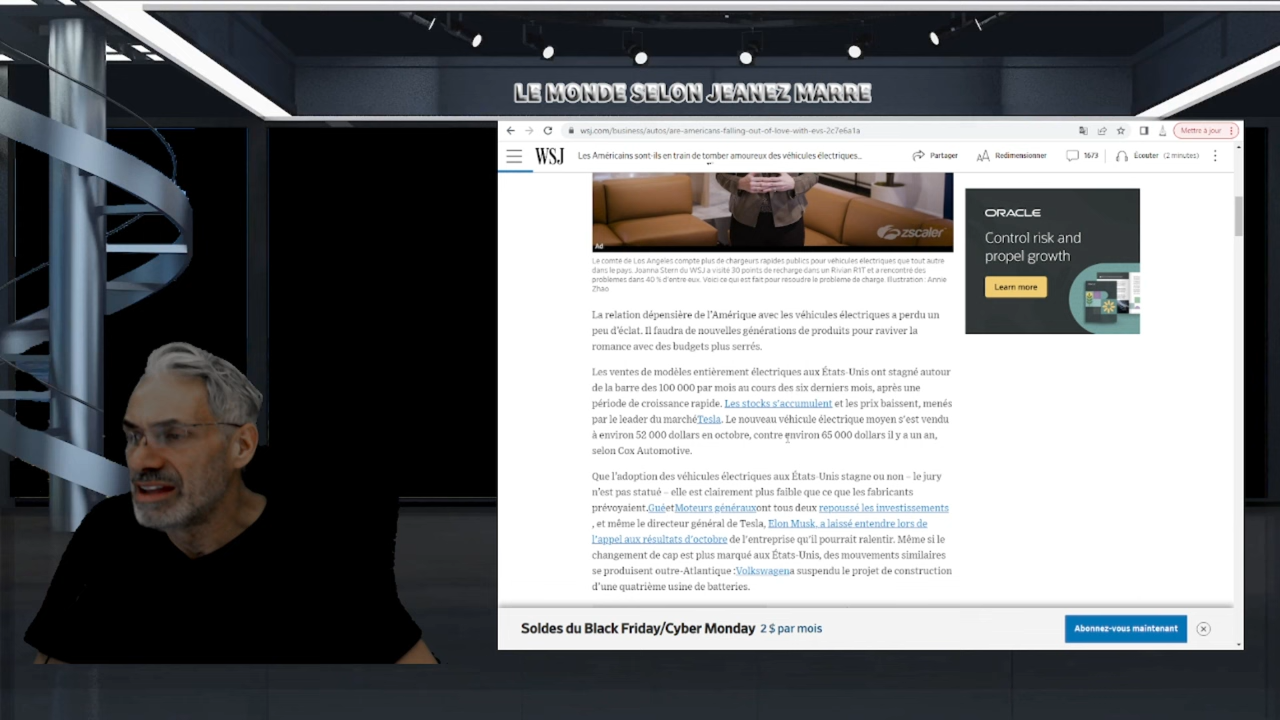 LE MONDE SELON JEANEZ MARRE
wsj.com/business/autos/are-americans-falling-out-of-love-with-evs-2c7e6a1a
Mettre à jour
WSJ
Les Américains sont-ils en train de tomber amoureux des véhicules électriques...
Partager
AA Redimensionner
1673
Écouter (2 minutes)
zscaler
Ad
Le comté de Los Angeles compte plus de chargeurs rapides publics pour véhicules électriques que tout autre
dans le pays. Joanna Stern du WSJ a visité 30 points de recharge dans un Rivian R1T et a rencontré des
problèmes dans 40 % d'entre eux. Voici ce qui est fait pour résoudre le problème de charge. Illustration : Annie
Zhao
La relation dépensière de l'Amérique avec les véhicules électriques a perdu un
peu d'éclat. Il faudra de nouvelles générations de produits pour raviver la
romance avec des budgets plus serrés.
Les ventes de modèles entièrement électriques aux États-Unis ont stagné autour
de la barre des 100 000 par mois au cours des six derniers mois, après une
période de croissance rapide. Les stocks s'accumulent et les prix baissent, menés
par le leader du marchéTesla. Le nouveau véhicule électrique moyen s'est vendu
à environ 52 000 dollars en octobre, contre environ 65 000 dollars il y a un an,
selon Cox Automotive.
Que l'adoption des véhicules électriques aux États-Unis stagne ou non – le jury
n'est pas statué – elle est clairement plus faible que ce que les fabricants
prévoyaient.GuéetMoteurs générauxont tous deux repoussé les investissements
, et même le directeur général de Tesla, Elon Musk, a laissé entendre lors de
l'appel aux résultats d'octobre de l'entreprise qu'il pourrait ralentir. Même si le
changement de cap est plus marqué aux États-Unis, des mouvements similaires
se produisent outre-Atlantique :Volkswagena suspendu le projet de construction
d'une quatrième usine de batteries.
ORACLE
Control risk and
propel growth
Learn more
Soldes du Black Friday/Cyber Monday 2 $ par mois
Abonnez-vous maintenant